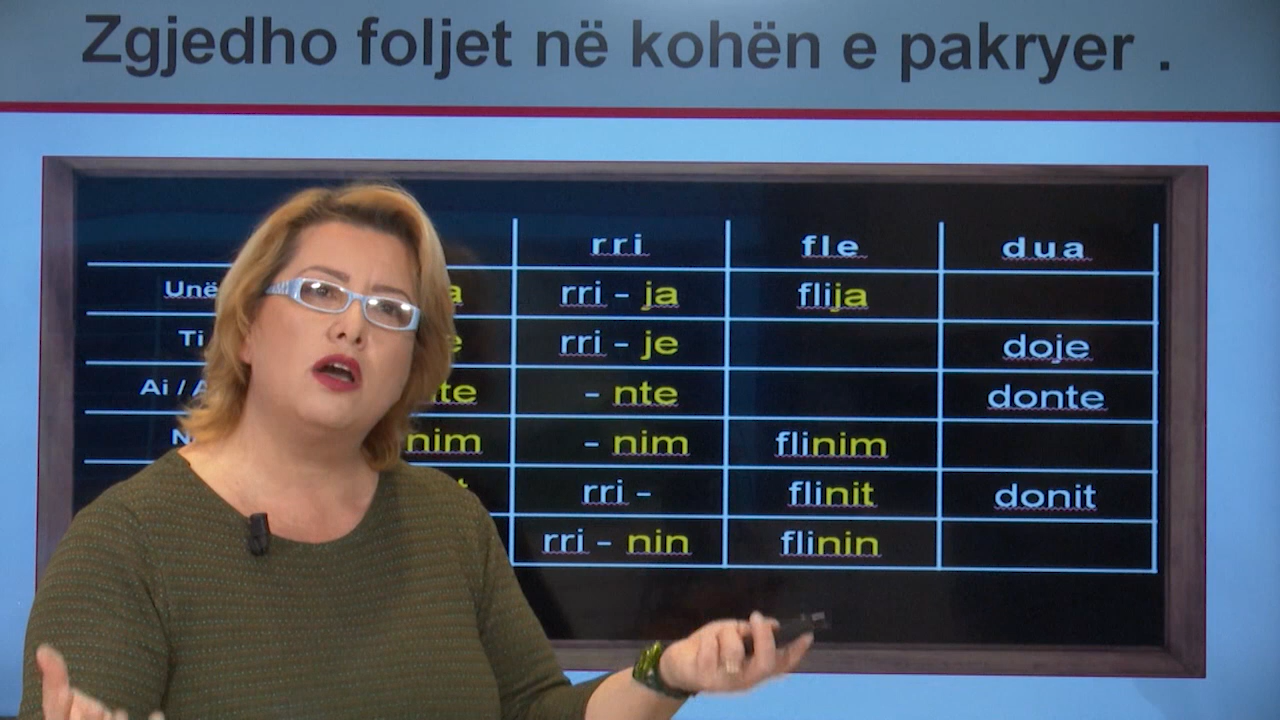 Zgjedho foljet në kohën e pakryer .
rri fle dua
Unë rri – ja flija
Ti rri – je doje
Ai / – nte donte
nim – nim flinim
rri – flinit donit
rri – nin flinin